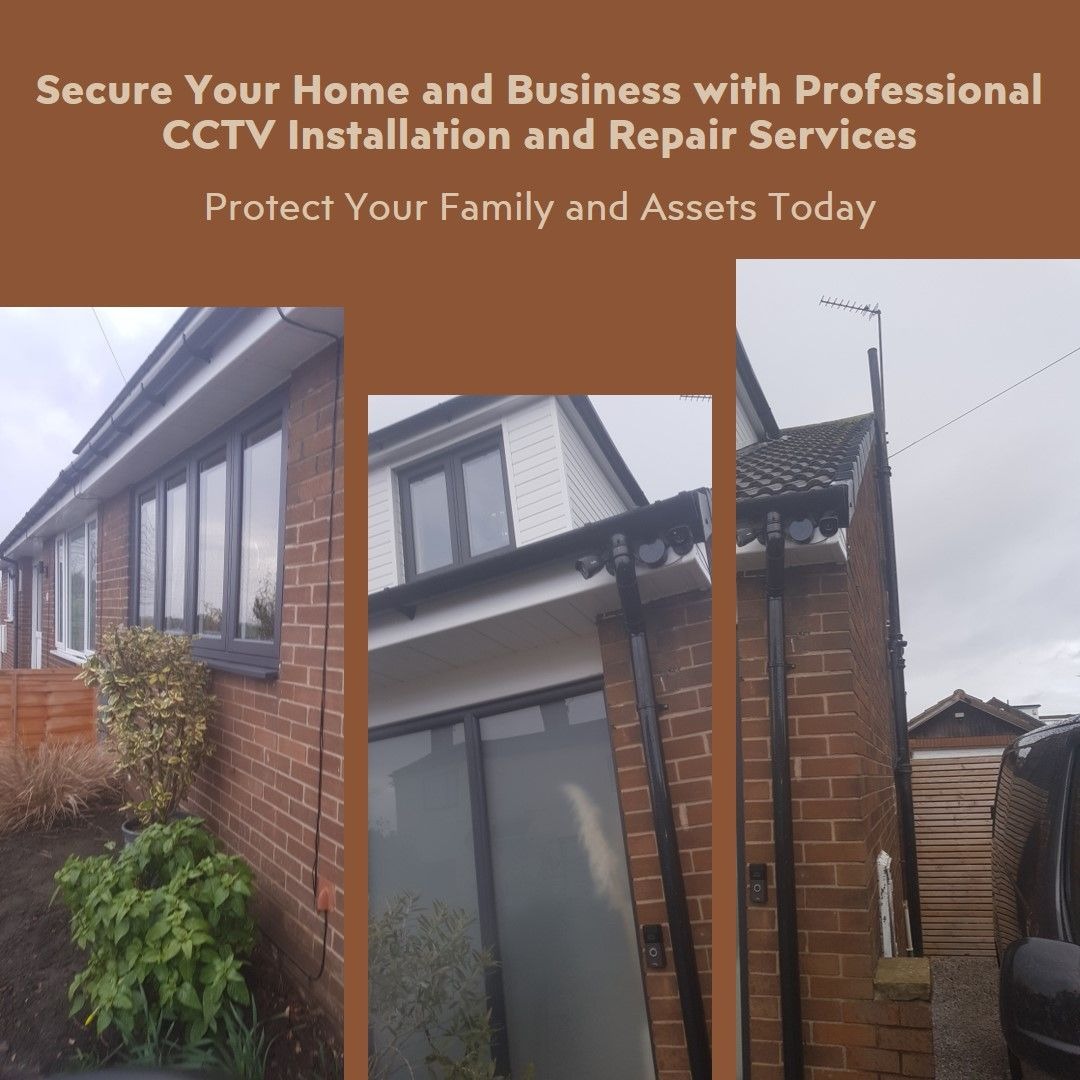 Secure Your Home and Business with Professional
CCTV Installation and Repair Services
Protect Your Family and Assets Today